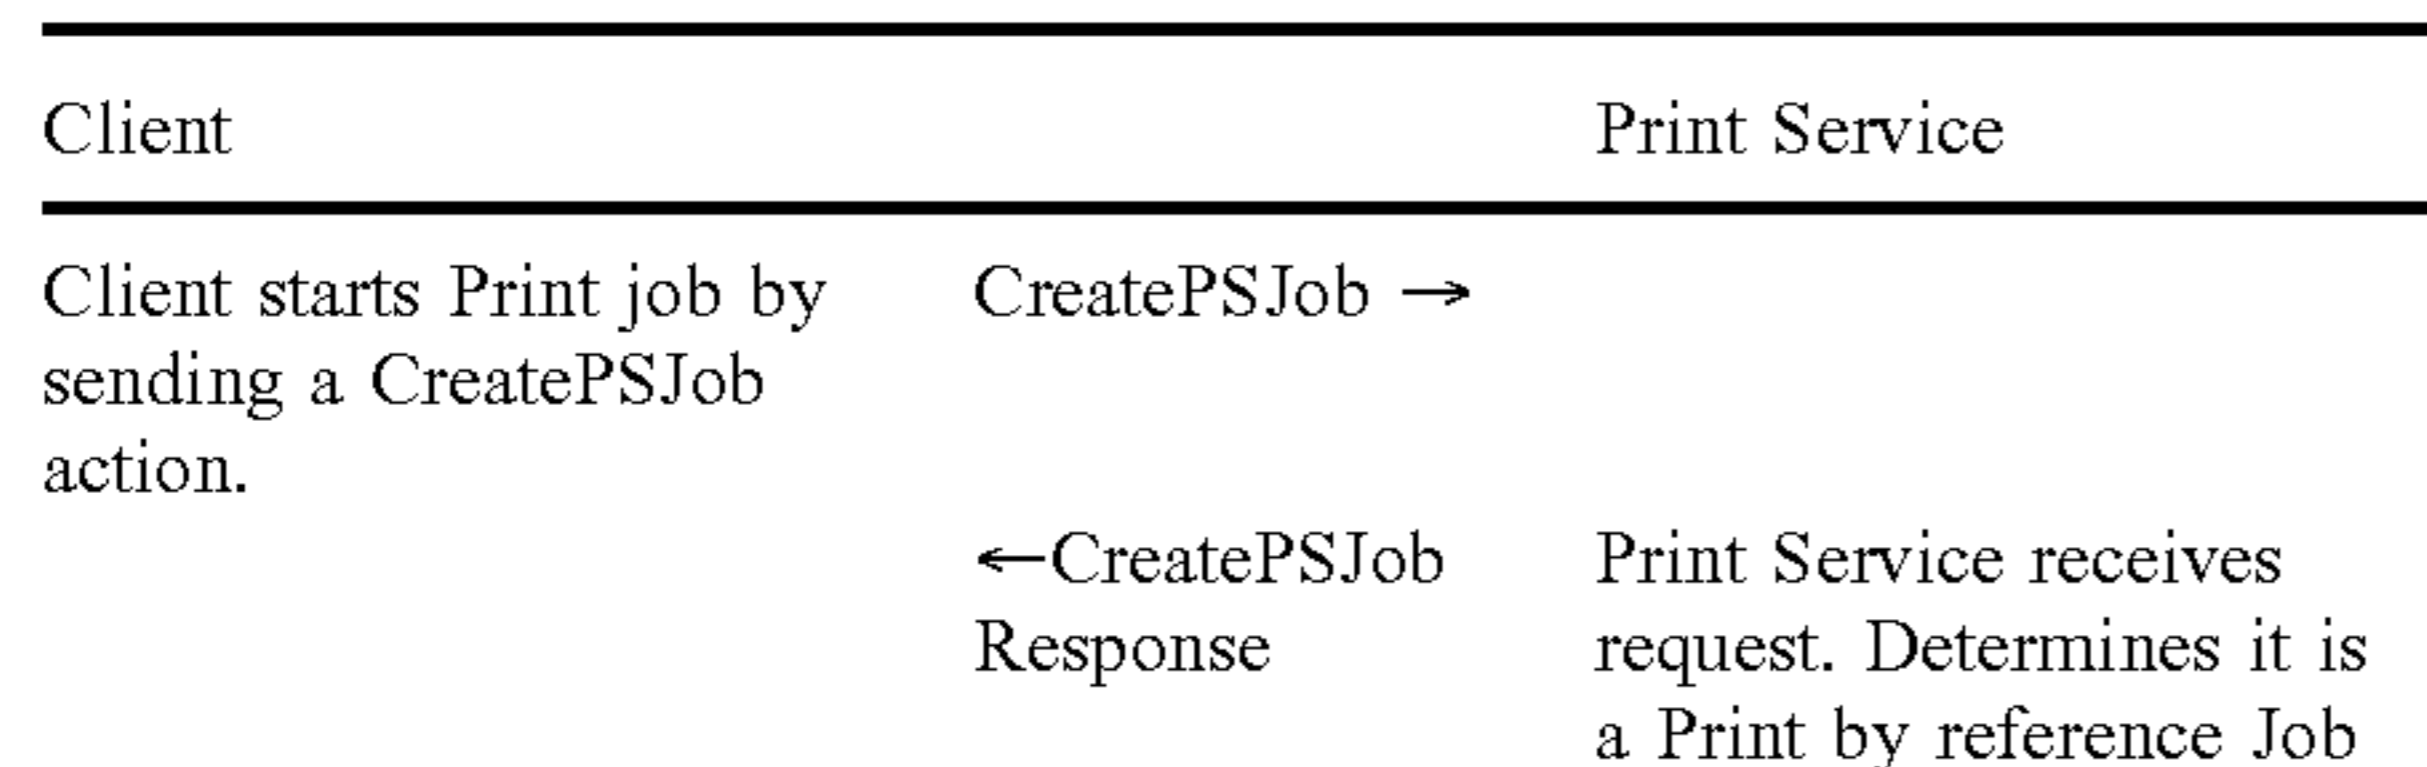 Client Print Service
Client starts Print job by CreatePSJob →
sending a CreatePSJob
action.
←CreatePSJob Print Service receives
Response request. Determines it is
a Print by reference Job